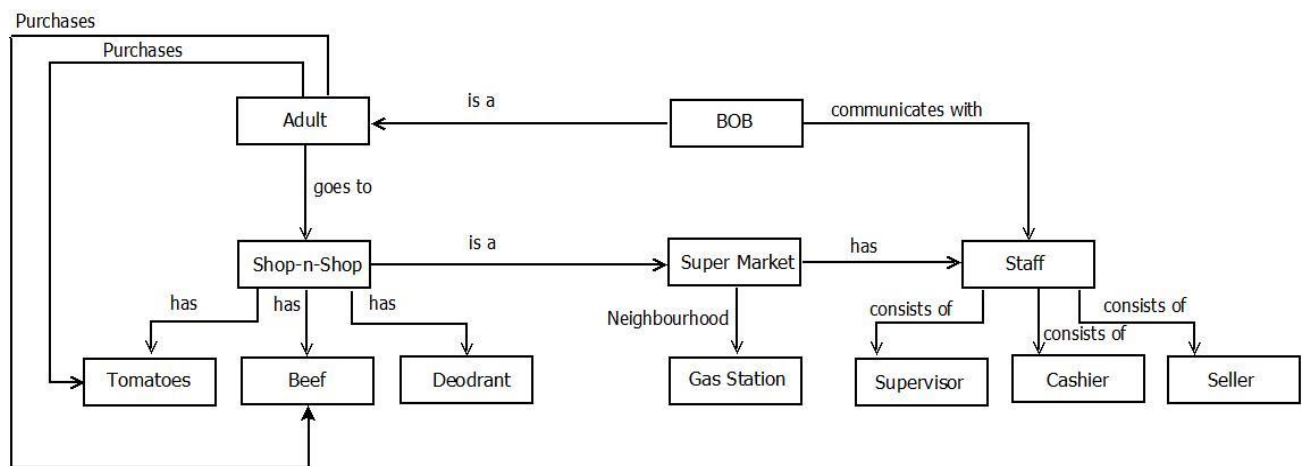 Purchases
Purchases
is a
communicates with
Adult
BOB
goes to
is a
has
Shop-n-Shop
Super Market
Staff
has
has
has
Neighbourhood
consists of
consists of
consists of
Tomatoes
Beef
Deodrant
Gas Station
Supervisor
Cashier
Seller